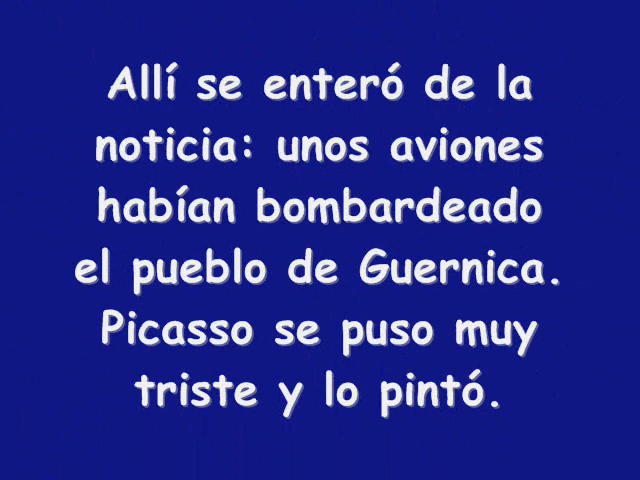 Allí se enteró de la
noticia: unos aviones
habían bombardeado
el pueblo de Guernica.
Picasso se puso muy
triste y lo pintó.